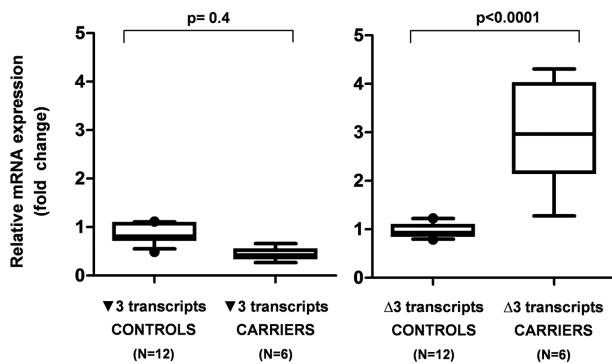 p= 0.4
p<0.0001
Relative mRNA expression
(fold change)
5
4
3
2
1
0
5
4
3
2
1
0
▼3 transcripts
CONTROLS
(N=12)
▼3 transcripts
CARRIERS
(N=6)
Δ3 transcripts
CONTROLS
(N=12)
Δ3 transcripts
CARRIERS
(N=6)